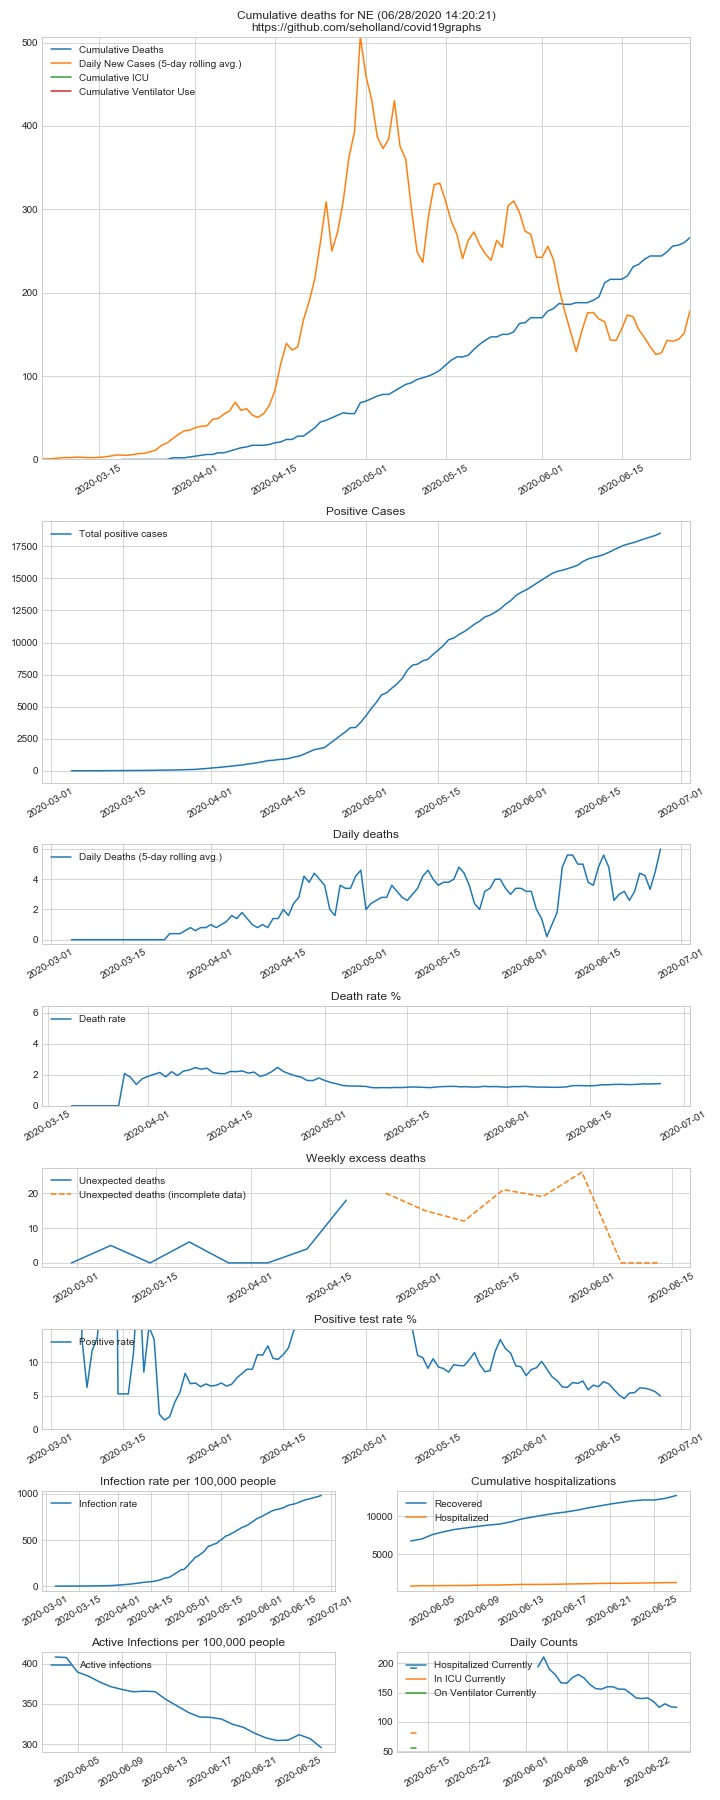 Cumulative deaths for NE (06/28/2020 14:20:21)
https://github.com/seholland/covid19graphs
Cumulative Deaths
Daily New Cases (5-day rolling avg.)
Cumulative ICU
Cumulative Ventilator Use
500
400
300
200
100
0
2020-03-15 2020-04-01 2020-04-15 2020-05-01 2020-05-15 2020-06-01 2020-06-15
Positive Cases
Total positive cases
17500
15000
12500
10000
7500
5000
2500
0
2020-03-01 2020-03-15 2020-04-01 2020-04-15 2020-05-01 2020-05-15 2020-06-01 2020-06-15 2020-07-01
Daily deaths
Daily Deaths (5-day rolling avg.)
6
4
2
0
2020-03-01 2020-03-15 2020-04-01 2020-04-15 2020-05-01 2020-05-15 2020-06-01 2020-06-15 2020-07-01
Death rate %
Death rate
6
4
2
0
2020-03-15 2020-04-01 2020-04-15 2020-05-01 2020-05-15 2020-06-01 2020-06-15 2020-07-01
Weekly excess deaths
Unexpected deaths
Unexpected deaths (incomplete data)
20
10
0
2020-03-01 2020-03-15 2020-04-01 2020-04-15 2020-05-01 2020-05-15 2020-06-01 2020-06-15
Positive test rate %
Positive rate
10
5
0
2020-03-01 2020-03-15 2020-04-01 2020-04-15 2020-05-01 2020-05-15 2020-06-01 2020-06-15 2020-07-01
Infection rate per 100,000 people
Infection rate
1000
500
0
2020-03-01 2020-03-15 2020-04-01 2020-04-15 2020-05-01 2020-05-15 2020-06-01 2020-06-15 2020-07-01
Cumulative hospitalizations
Recovered
Hospitalized
10000
5000
2020-06-05 2020-06-09 2020-06-13 2020-06-17 2020-06-21 2020-06-25
Active Infections per 100,000 people
Active infections
400
350
300
2020-06-05 2020-06-09 2020-06-13 2020-06-17 2020-06-21 2020-06-25
Daily Counts
Hospitalized Currently
In ICU Currently
On Ventilator Currently
200
150
100
50
2020-05-15 2020-05-22 2020-06-01 2020-06-08 2020-06-15 2020-06-22